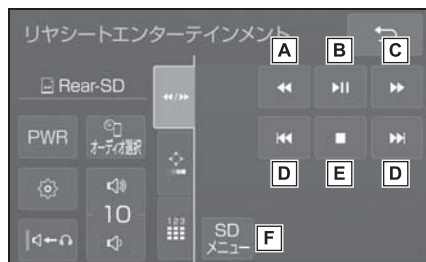 リヤシートエンターテインメント
A B C
Rear-SD
PWR
オーディオ選択
D E D
10
123
SD
メニュー
F